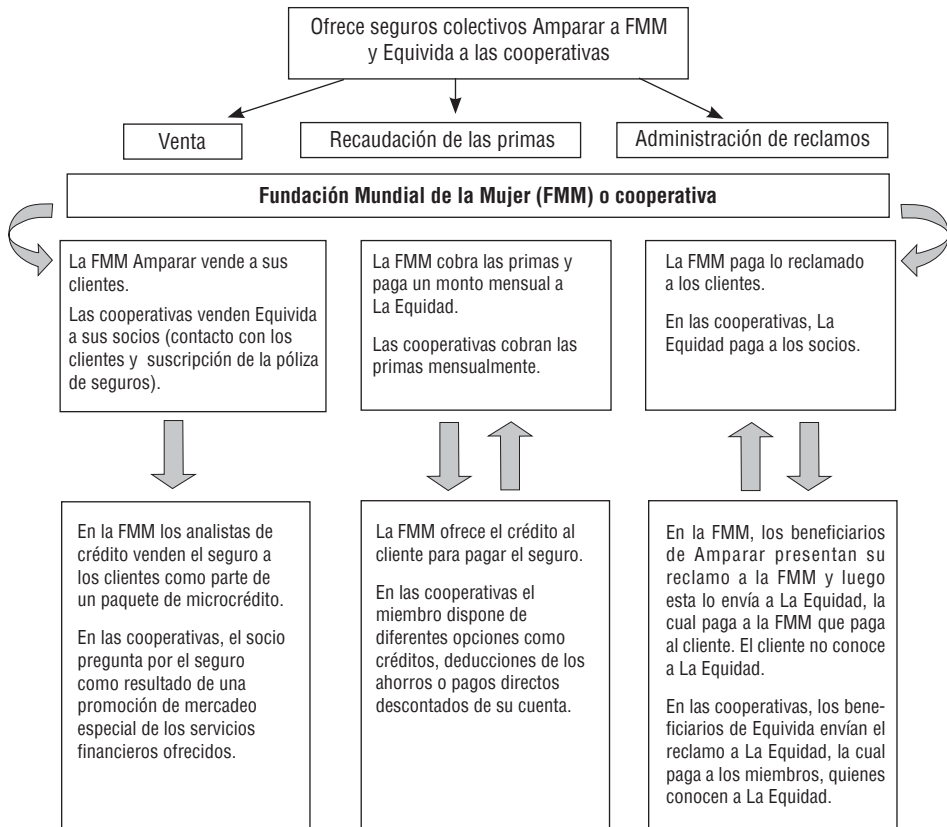 Ofrece seguros colectivos Amparar a FMM
y Equivida a las cooperativas
Venta
Recaudación de las primas
Administración de reclamos
Fundación Mundial de la Mujer (FMM) o cooperativa
La FMM Amparar vende a sus
clientes.
Las cooperativas venden Equivida
a sus socios (contacto con los
clientes y suscripción de la póliza
de seguros).
La FMM cobra las primas y
paga un monto mensual a
La Equidad.
Las cooperativas cobran las
primas mensualmente.
La FMM paga lo reclamado
a los clientes.
En las cooperativas, La
Equidad paga a los socios.
En la FMM los analistas de
crédito venden el seguro a
los clientes como parte de
un paquete de microcrédito.
En las cooperativas, el socio
pregunta por el seguro
como resultado de una
promoción de mercadeo
especial de los servicios
financieros ofrecidos.
La FMM ofrece el crédito al
cliente para pagar el seguro.
En las cooperativas el
miembro dispone de
diferentes opciones como
créditos, deducciones de los
ahorros o pagos directos
descontados de su cuenta.
En la FMM, los beneficiarios
de Amparar presentan su
reclamo a la FMM y luego
esta lo envía a La Equidad, la
cual paga a la FMM que paga
al cliente. El cliente no conoce
a La Equidad.
En las cooperativas, los bene-
ficiarios de Equivida envían el
reclamo a La Equidad, la cual
paga a los miembros, quienes
conocen a La Equidad.